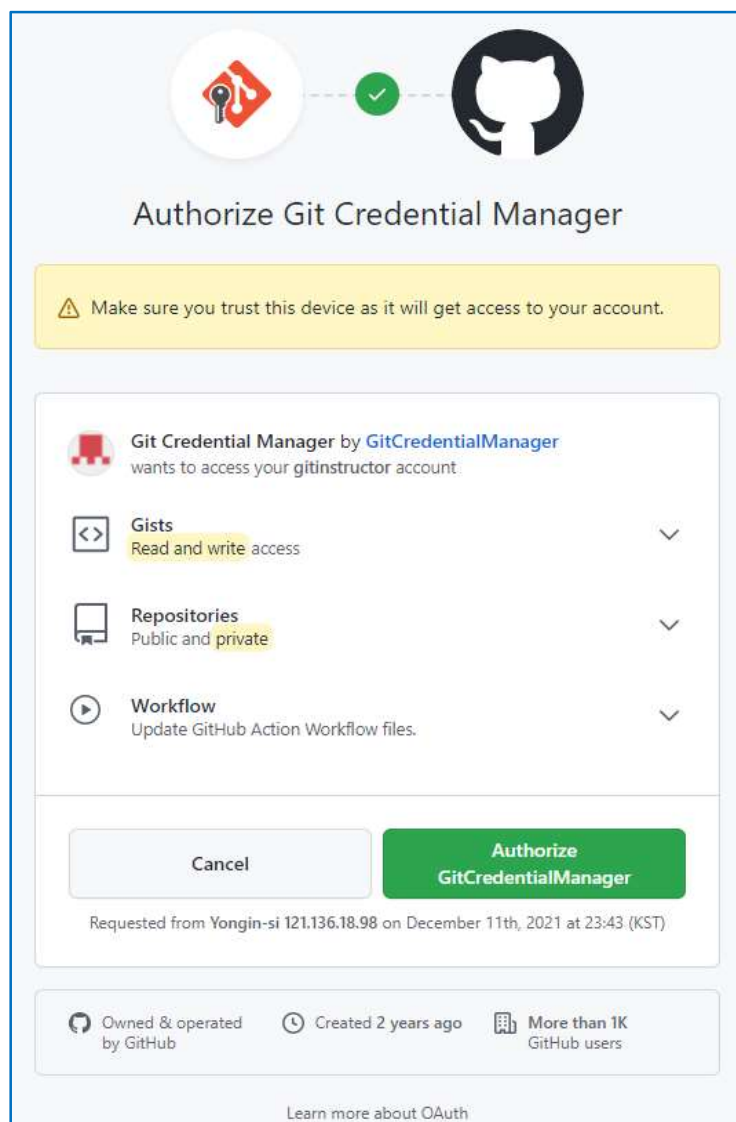 Authorize Git Credential Manager
Make sure you trust this device as it will get access to your account.
Git Credential Manager by GitCredentialManager
wants to access your gitinstructor account
Gists
Read and write access
Repositories
Public and private
Workflow
Update GitHub Action Workflow files.
Cancel
Authorize
GitCredentialManager
Requested from Yongin-si 121.136.18.98 on December 11th, 2021 at 23:43 (KST)
Owned & operated
by GitHub
Created 2 years ago
More than 1K
GitHub users
Learn more about OAuth